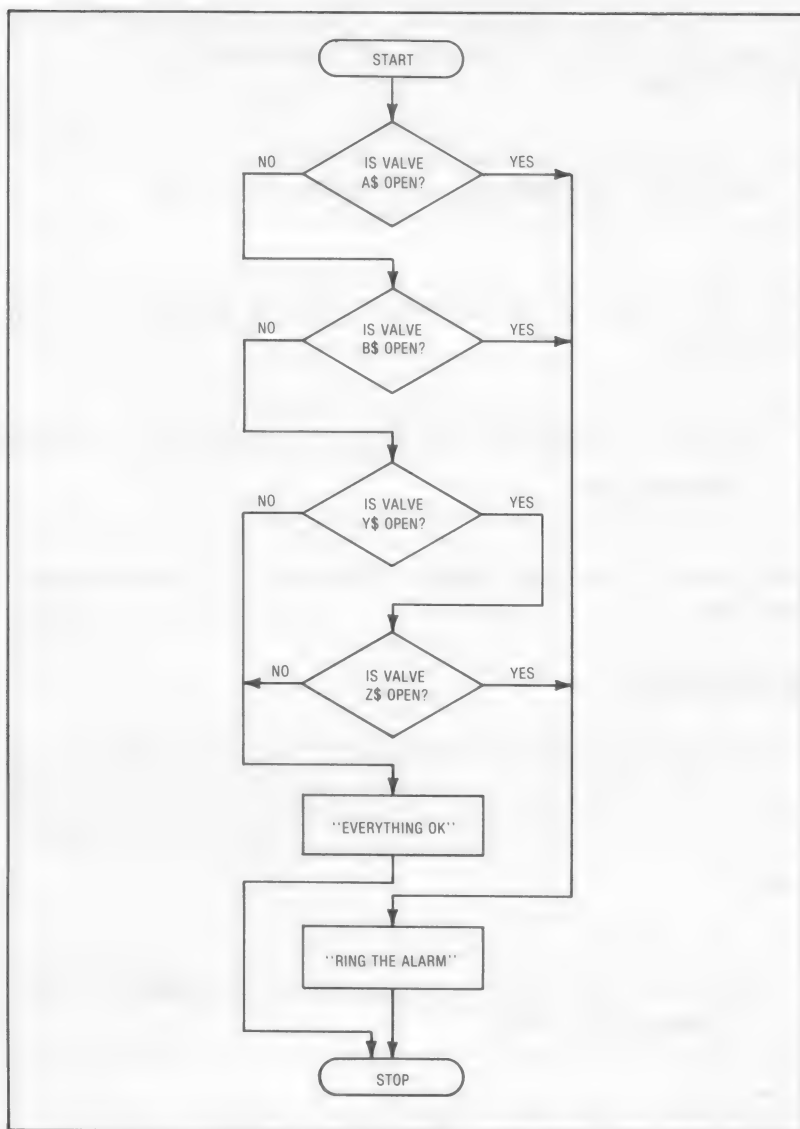 START
NO
IS VALVE
A$ OPEN?
YES
NO
IS VALVE
B$ OPEN?
YES
NO
IS VALVE
Y$ OPEN?
YES
NO
IS VALVE
Z$ OPEN?
YES
"EVERYTHING OK"
"RING THE ALARM"
STOP